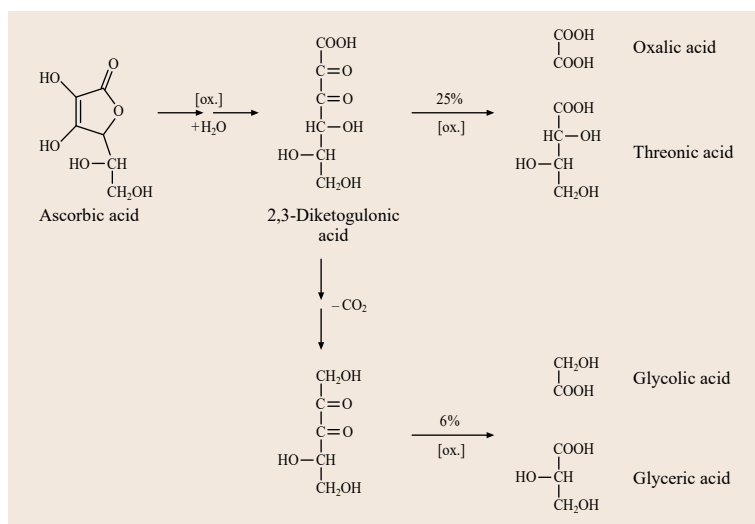 HO
O
O
HO
HO—CH
CH₂OH
Ascorbic acid
[ox.]
+H₂O
COOH
C=O
C=O
HC—OH
HO—CH
CH₂OH
2,3-Diketogulonic
acid
25%
[ox.]
COOH
COOH
Oxalic acid
COOH
HC—OH
HO—CH
CH₂OH
Threonic acid
–CO₂
CH₂OH
C=O
C=O
HO—CH
CH₂OH
6%
[ox.]
CH₂OH
COOH
Glycolic acid
COOH
HO—CH
CH₂OH
Glyceric acid